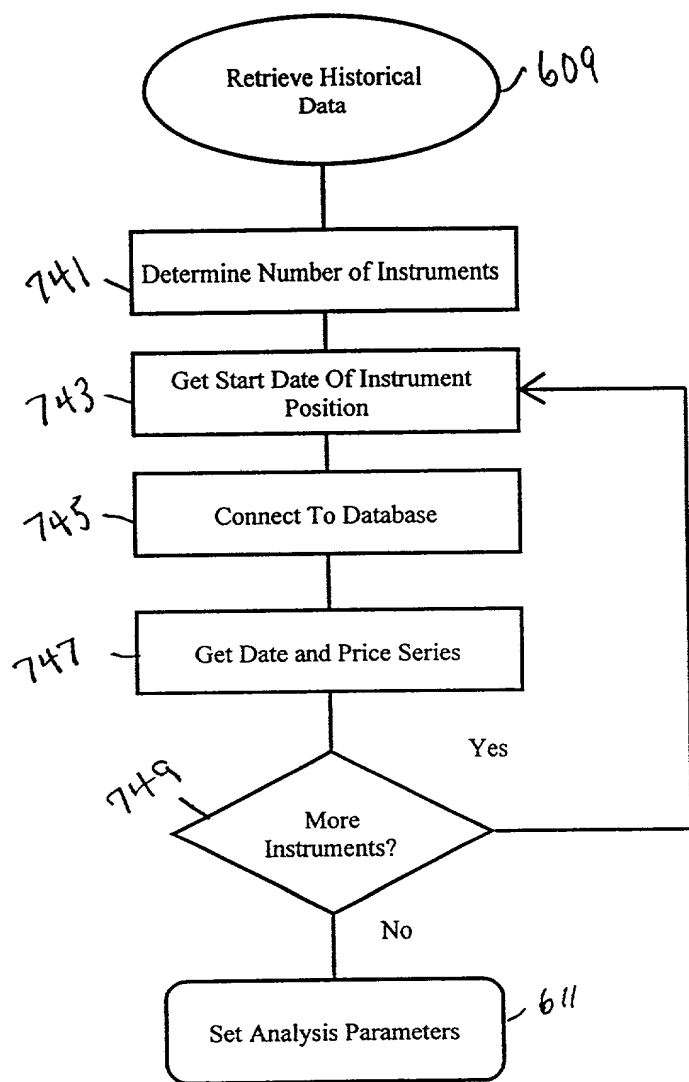 Retrieve Historical
Data
609
741
Determine Number of Instruments
743
Get Start Date Of Instrument
Position
745
Connect To Database
747
Get Date and Price Series
Yes
749
More
Instruments?
No
611
Set Analysis Parameters